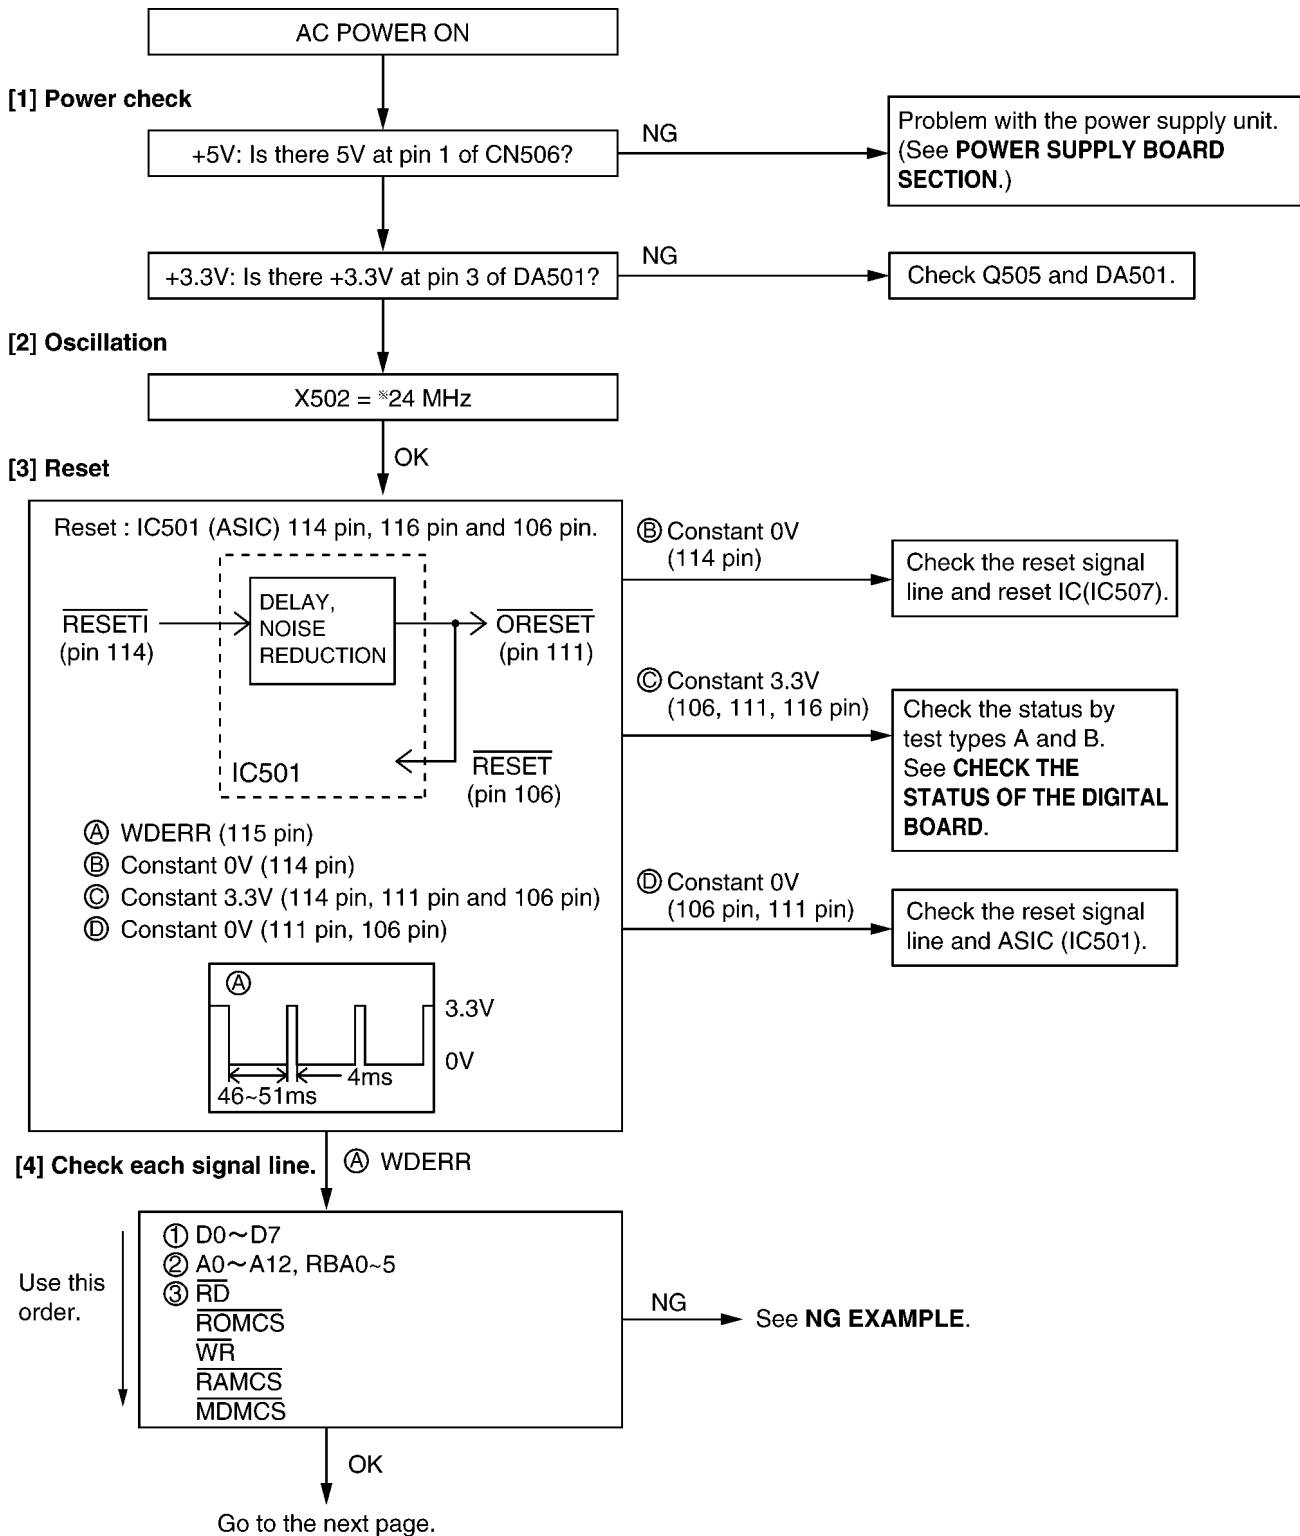 AC POWER ON
[1] Power check
+5V: Is there 5V at pin 1 of CN506?
NG
Problem with the power supply unit.
(See POWER SUPPLY BOARD
SECTION.)
+3.3V: Is there +3.3V at pin 3 of DA501?
NG
Check Q505 and DA501.
[2] Oscillation
X502 = ※24 MHz
OK
[3] Reset
Reset : IC501 (ASIC) 114 pin, 116 pin and 106 pin.
RESETI
(pin 114)
DELAY,
NOISE
REDUCTION
ORESET
(pin 111)
IC501
RESET
(pin 106)
Ⓐ WDERR (115 pin)
Ⓑ Constant 0V (114 pin)
Ⓒ Constant 3.3V (114 pin, 111 pin and 106 pin)
Ⓓ Constant 0V (111 pin, 106 pin)
Ⓐ
3.3V
0V
4ms
46~51ms
Ⓑ Constant 0V
(114 pin)
Check the reset signal
line and reset IC(IC507).
Ⓒ Constant 3.3V
(106, 111, 116 pin)
Check the status by
test types A and B.
See CHECK THE
STATUS OF THE DIGITAL
BOARD.
Ⓓ Constant 0V
(106 pin, 111 pin)
Check the reset signal
line and ASIC (IC501).
[4] Check each signal line.
Ⓐ WDERR
Use this
order.
① D0～D7
② A0～A12, RBA0~5
③ RD
ROMCS
WR
RAMCS
MDMCS
NG
See NG EXAMPLE.
OK
Go to the next page.